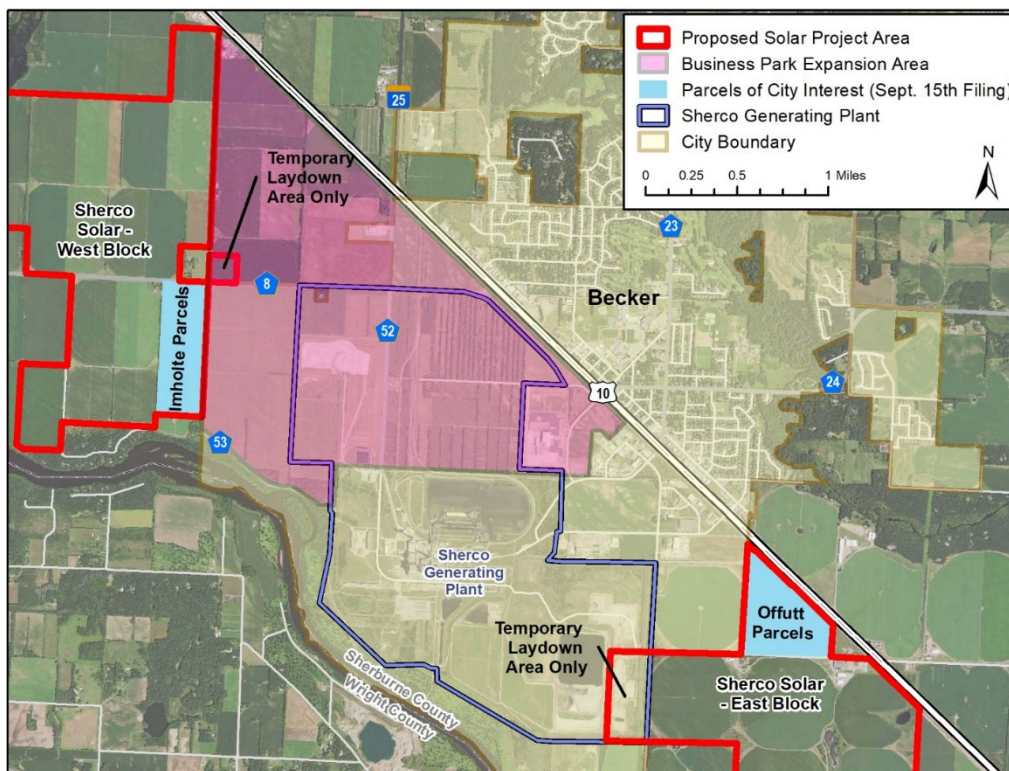 Proposed Solar Project Area
Business Park Expansion Area
Parcels of City Interest (Sept. 15th Filing)
Sherco Generating Plant
City Boundary
0 0.25 0.5 1 Miles
N
25
Temporary
Laydown
Area Only
Sherco
Solar -
West Block
23
8
Becker
52
Imholte Parcels
24
10
53
Sherco
Generating
Plant
Offutt
Parcels
Temporary
Laydown
Area Only
Sherburne County
Wright County
Sherco Solar
- East Block